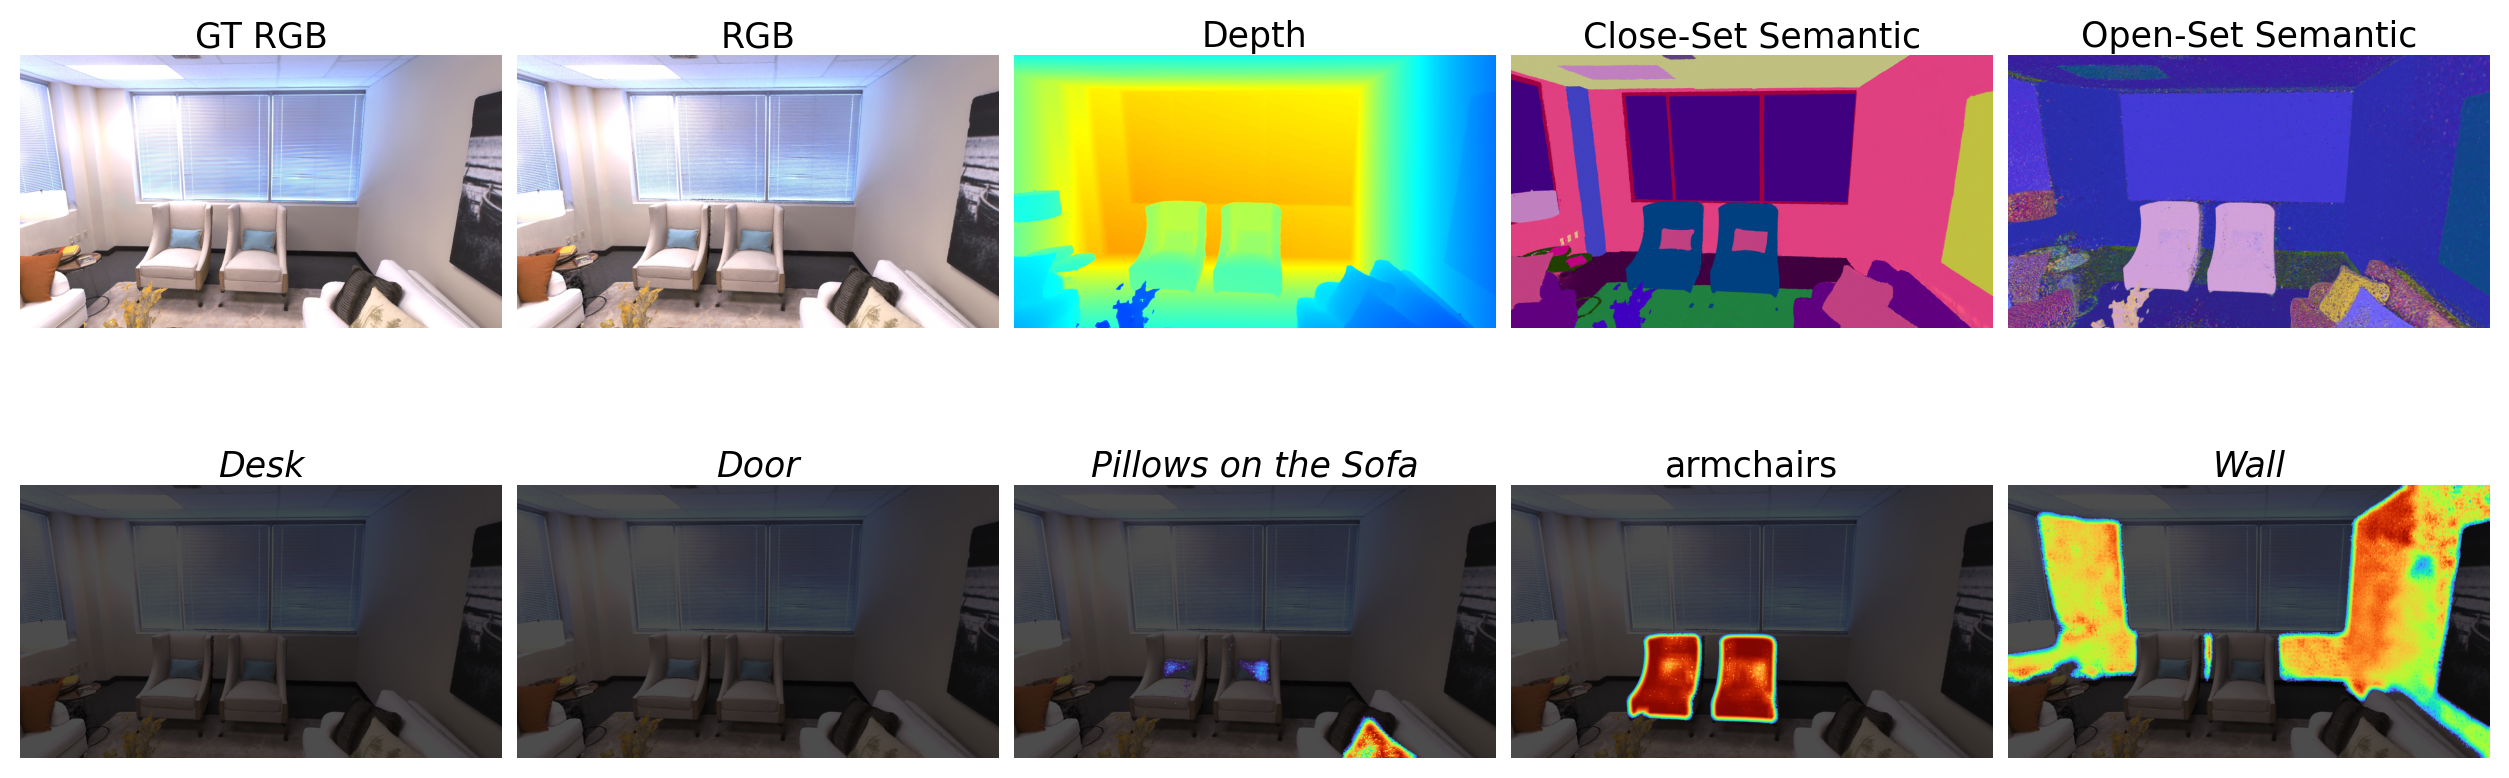 GT RGB
RGB
Depth
Close-Set Semantic
Open-Set Semantic
Desk
Door
Pillows on the Sofa
armchairs
Wall